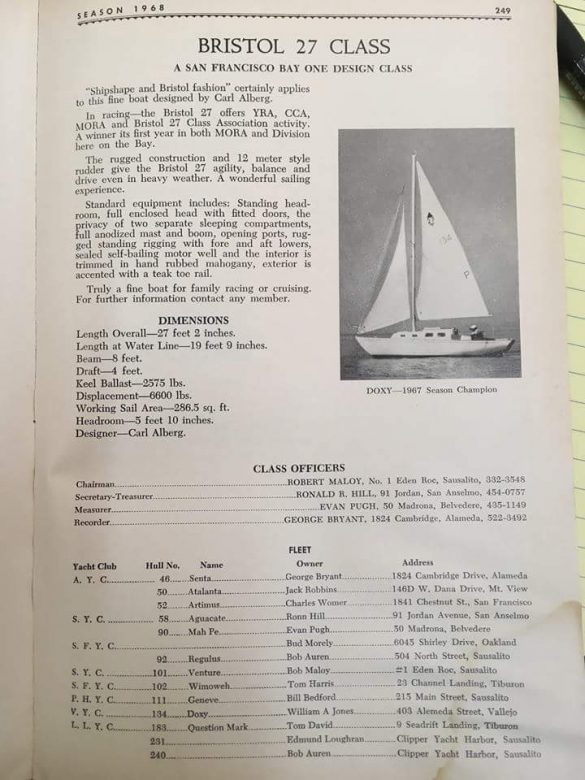 SEASON 1968
249
BRISTOL 27 CLASS
A SAN FRANCISCO BAY ONE DESIGN CLASS
"Shipshape and Bristol fashion" certainly applies
to this fine boat designed by Carl Alberg.
In racing—the Bristol 27 offers YRA, CCA,
MORA and Bristol 27 Class Association activity.
A winner its first year in both MORA and Division
here on the Bay.
The rugged construction and 12 meter style
rudder give the Bristol 27 agility, balance and
drive even in heavy weather. A wonderful sailing
experience.
Standard equipment includes: Standing head-
room, full enclosed head with fitted doors, the
privacy of two separate sleeping compartments,
full anodized mast and boom, opening ports, rug-
ged standing rigging with fore and aft lowers,
sealed self-bailing motor well and the interior is
trimmed in hand rubbed mahogany, exterior is
accented with a teak toe rail.
Truly a fine boat for family racing or cruising.
For further information contact any member.
DIMENSIONS
Length Overall—27 feet 2 inches.
Length at Water Line—19 feet 9 inches.
Beam—8 feet.
Draft—4 feet.
Keel Ballast—2575 lbs.
Displacement—6600 lbs.
Working Sail Area—286.5 sq. ft.
Headroom—5 feet 10 inches.
Designer—Carl Alberg.
134
P
DOXY—1967 Season Champion
CLASS OFFICERS
Chairman ROBERT MALOY, No. 1 Eden Roc, Sausalito, 332-3548
Secretary-Treasurer RONALD R. HILL, 91 Jordan, San Anselmo, 454-0757
Measurer EVAN PUGH, 50 Madrona, Belvedere, 435-1149
Recorder GEORGE BRYANT, 1824 Cambridge, Alameda, 522-3492
FLEET
Yacht Club Hull No. Name Owner Address
A. Y. C. 46 Senta George Bryant 1824 Cambridge Drive, Alameda
50 Atalanta Jack Robbins 146D W. Dana Drive, Mt. View
52 Artimus Charles Womer 1841 Chestnut St., San Francisco
S. Y. C. 58 Aguacate Ronn Hill 91 Jordan Avenue, San Anselmo
90 Mah Pe Evan Pugh 50 Madrona, Belvedere
S. F. Y. C. Bud Morely 6045 Shirley Drive, Oakland
92 Regulus Bob Auren 504 North Street, Sausalito
S. Y. C. 101 Venture Bob Maloy #1 Eden Roc, Sausalito
S. F. Y. C. 102 Wimoweh Tom Harris 23 Channel Landing, Tiburon
P. H. Y. C. 111 Geneve Bill Bedford 215 Main Street, Sausalito
V. Y. C. 134 Doxy William A Jones 403 Alemeda Street, Vallejo
L. L. Y. C. 183 Question Mark Tom David 9 Seadrift Landing, Tiburon
231 Edmund Loughran Clipper Yacht Harbor, Sausalito
240 Bob Auren Clipper Yacht Harbor, Sausalito